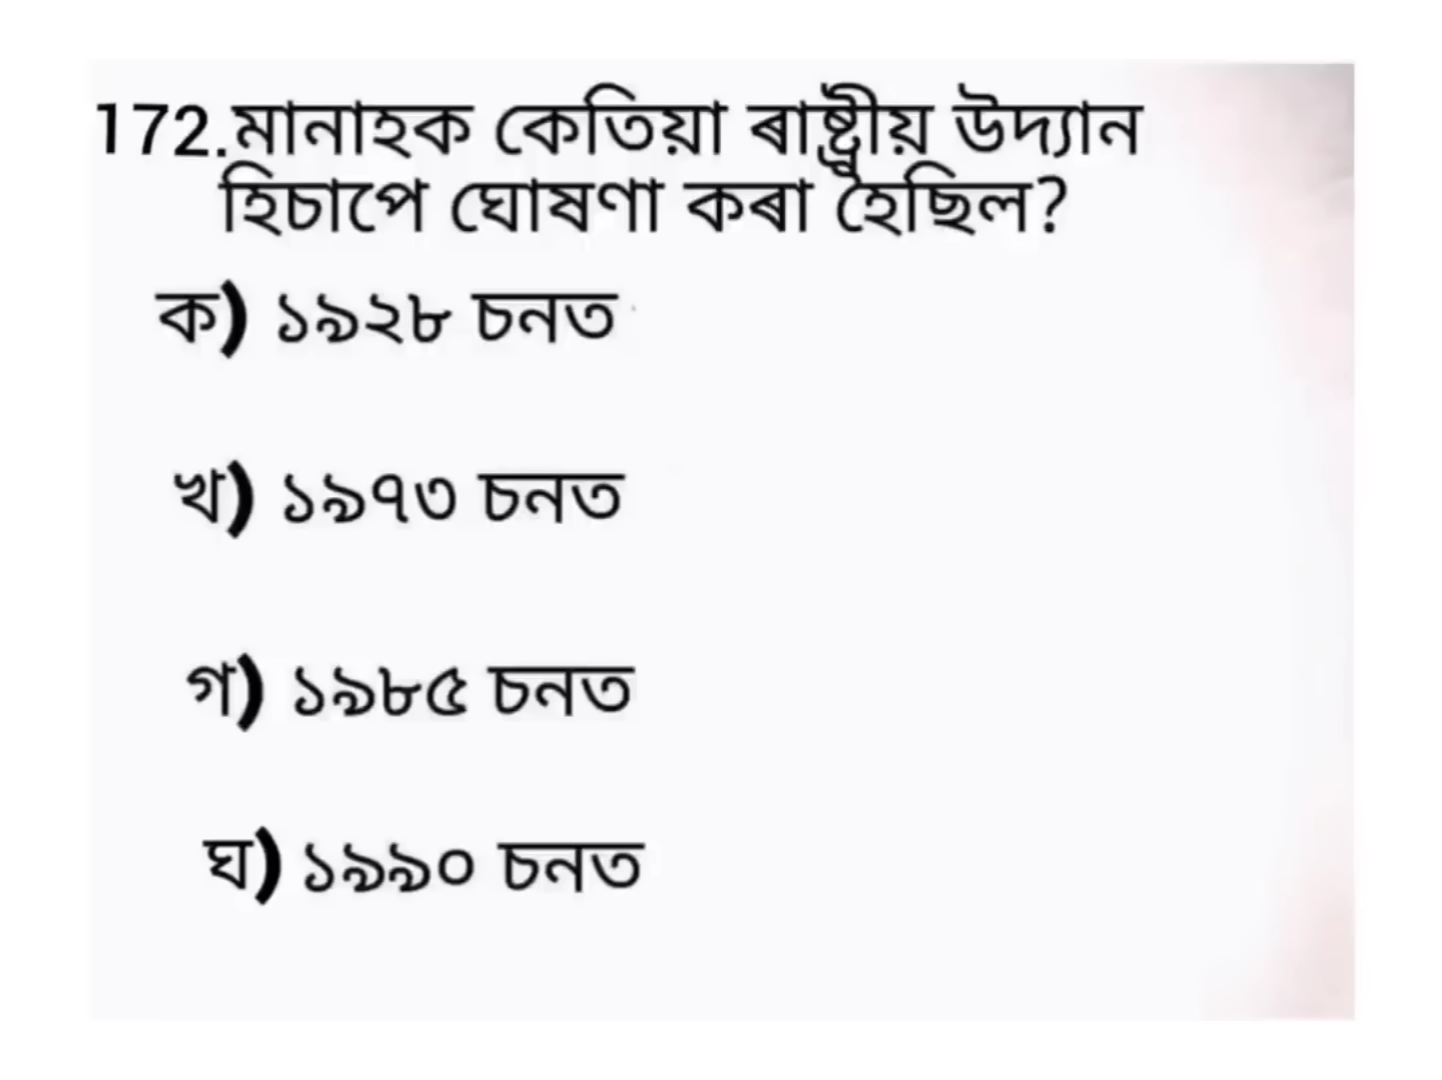 172.মানাহক কেতিয়া ৰাষ্ট্ৰীয় উদ্যান
হিচাপে ঘোষণা কৰা হৈছিল?
ক) ১৯২৮ চনত
খ) ১৯৭৩ চনত
গ) ১৯৮৫ চনত
ঘ) ১৯৯০ চনত